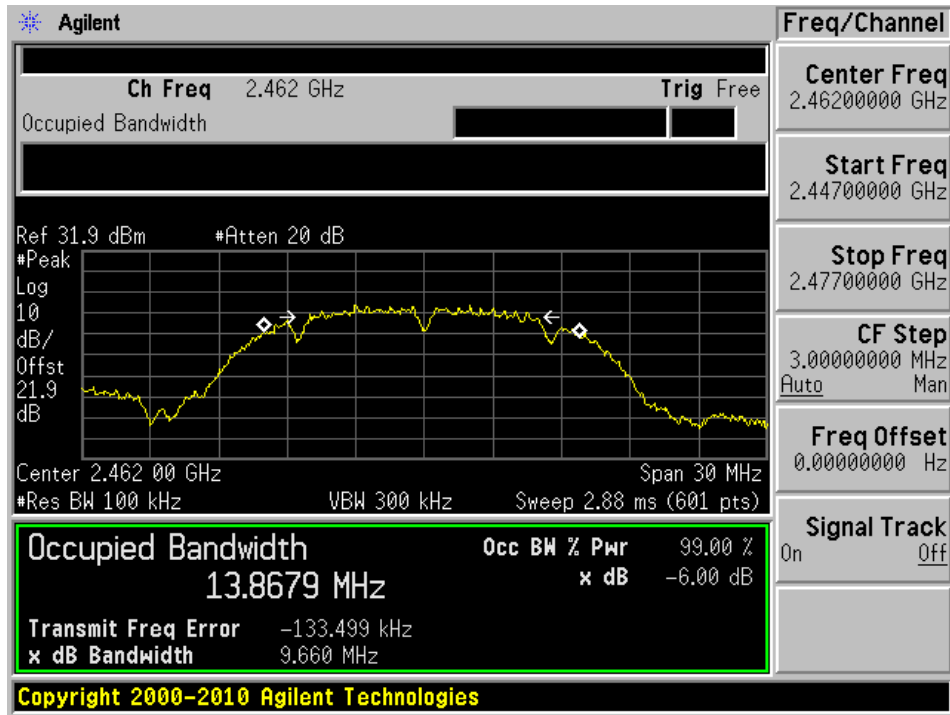 Agilent
Freq/Channel
Ch Freq 2.462 GHz Trig Free
Occupied Bandwidth
Center Freq
2.46200000 GHz
Start Freq
2.44700000 GHz
Stop Freq
2.47700000 GHz
CF Step
3.00000000 MHz
Auto Man
Freq Offset
0.00000000 Hz
Signal Track
On Off
Ref 31.9 dBm #Atten 20 dB
#Peak
Log
10
dB/
Offst
21.9
dB
Center 2.462 00 GHz Span 30 MHz
#Res BW 100 kHz VBW 300 kHz Sweep 2.88 ms (601 pts)
Occupied Bandwidth Occ BW % Pwr 99.00 %
13.8679 MHz x dB -6.00 dB
Transmit Freq Error -133.499 kHz
x dB Bandwidth 9.660 MHz
Copyright 2000-2010 Agilent Technologies